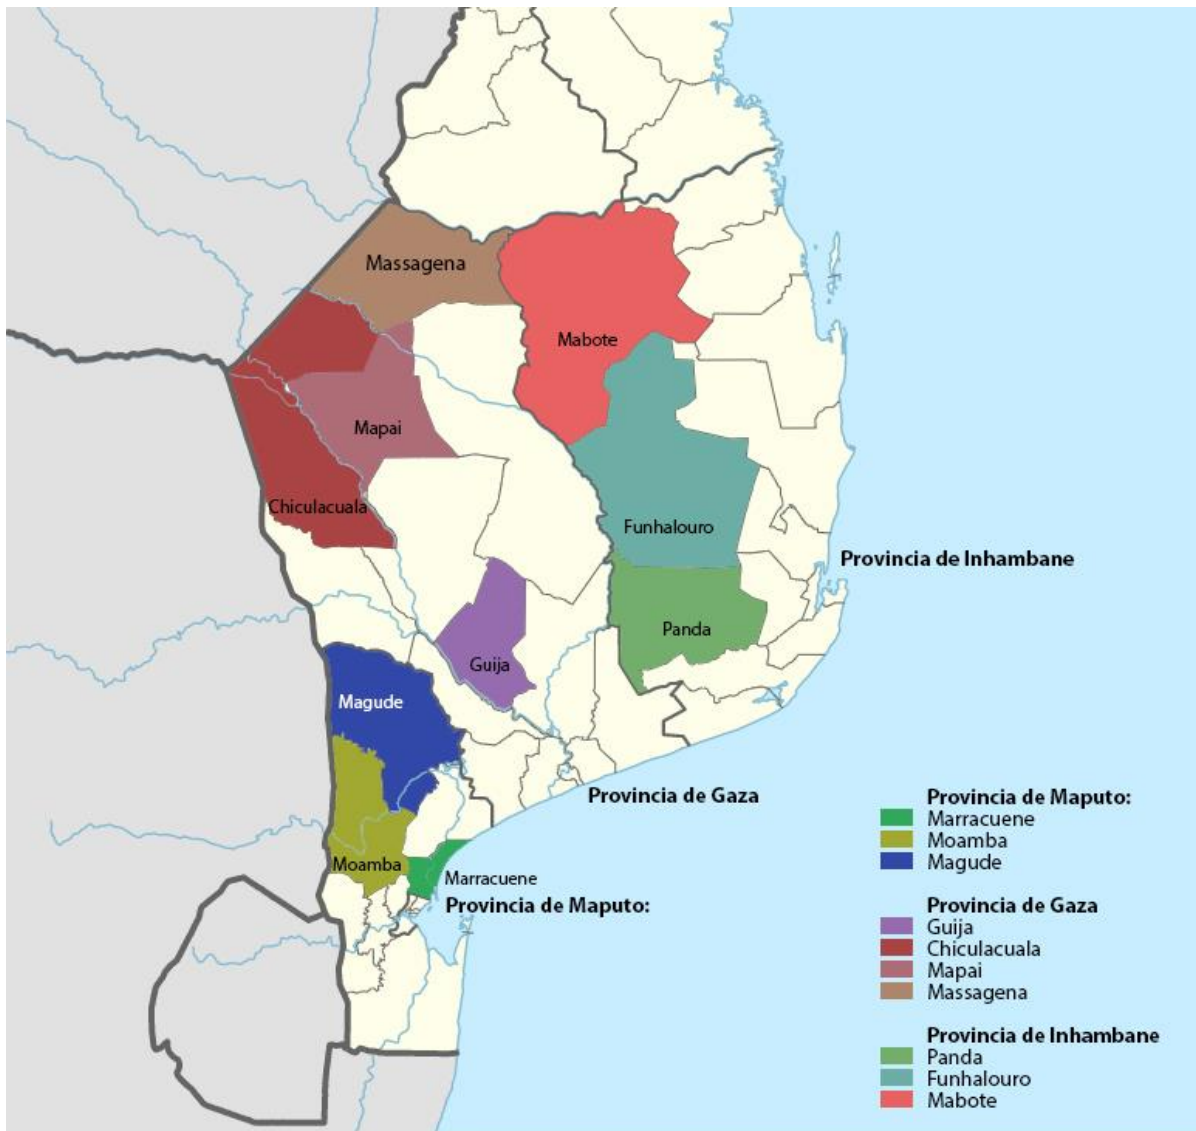 Massagena
Mabote
Mapai
Chiculacuala
Funhalouro
Provincia de Inhambane
Panda
Guija
Magude
Provincia de Gaza
Moamba
Marracuene
Provincia de Maputo:
Provincia de Maputo:
Marracuene
Moamba
Magude
Provincia de Gaza
Guija
Chiculacuala
Mapai
Massagena
Provincia de Inhambane
Panda
Funhalouro
Mabote